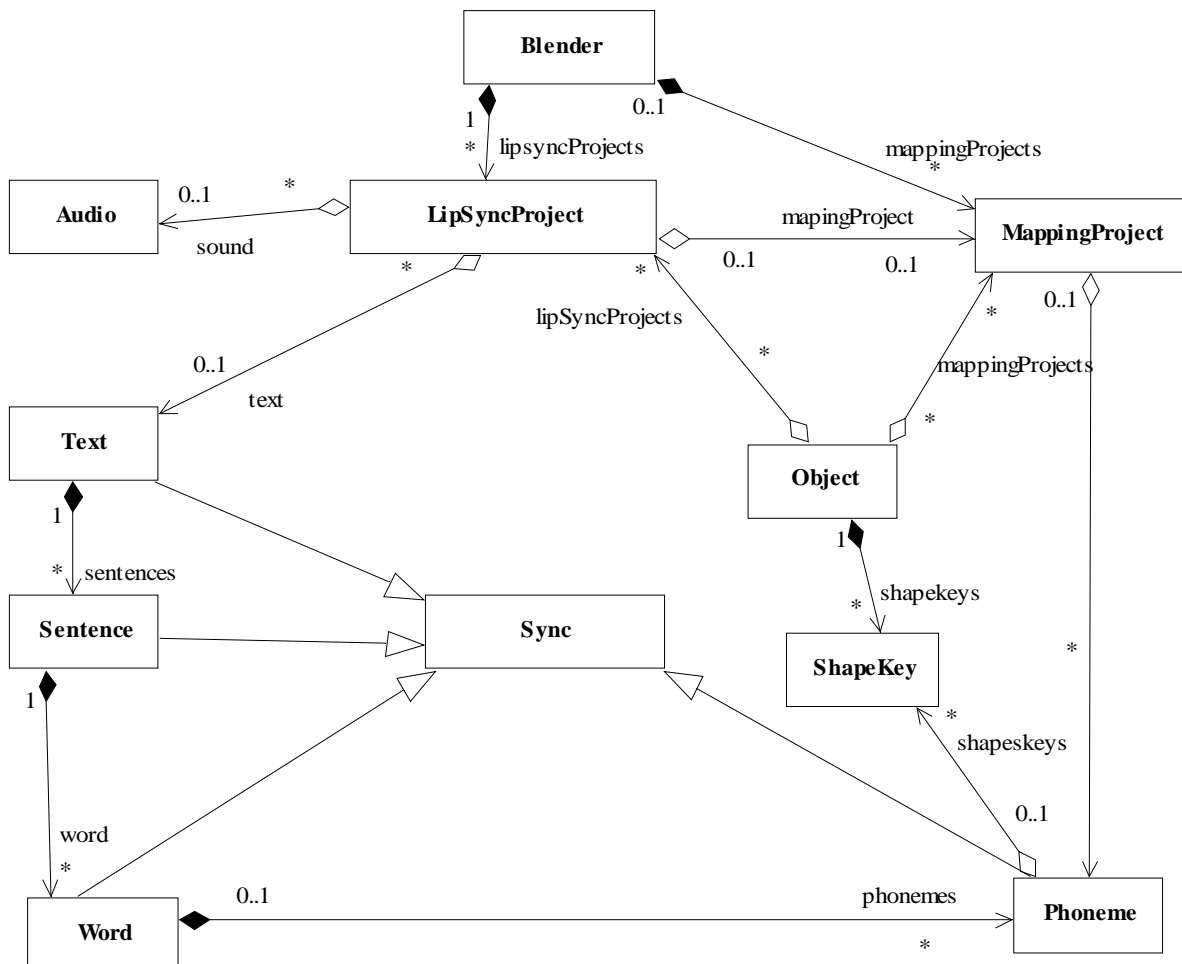 Blender
1
0..1
*
lipsyncProjects
mappingProjects
*
0..1
*
Audio
LipSyncProject
mapingProject
MappingProject
sound
*
*
0..1
0..1
0..1
lipSyncProjects
*
*
mappingProjects
0..1
text
*
Text
Object
1
1
*
sentences
shapekeys
*
Sentence
Sync
*
ShapeKey
1
*
shapeskeys
0..1
word
*
0..1
phonemes
Phoneme
Word
*